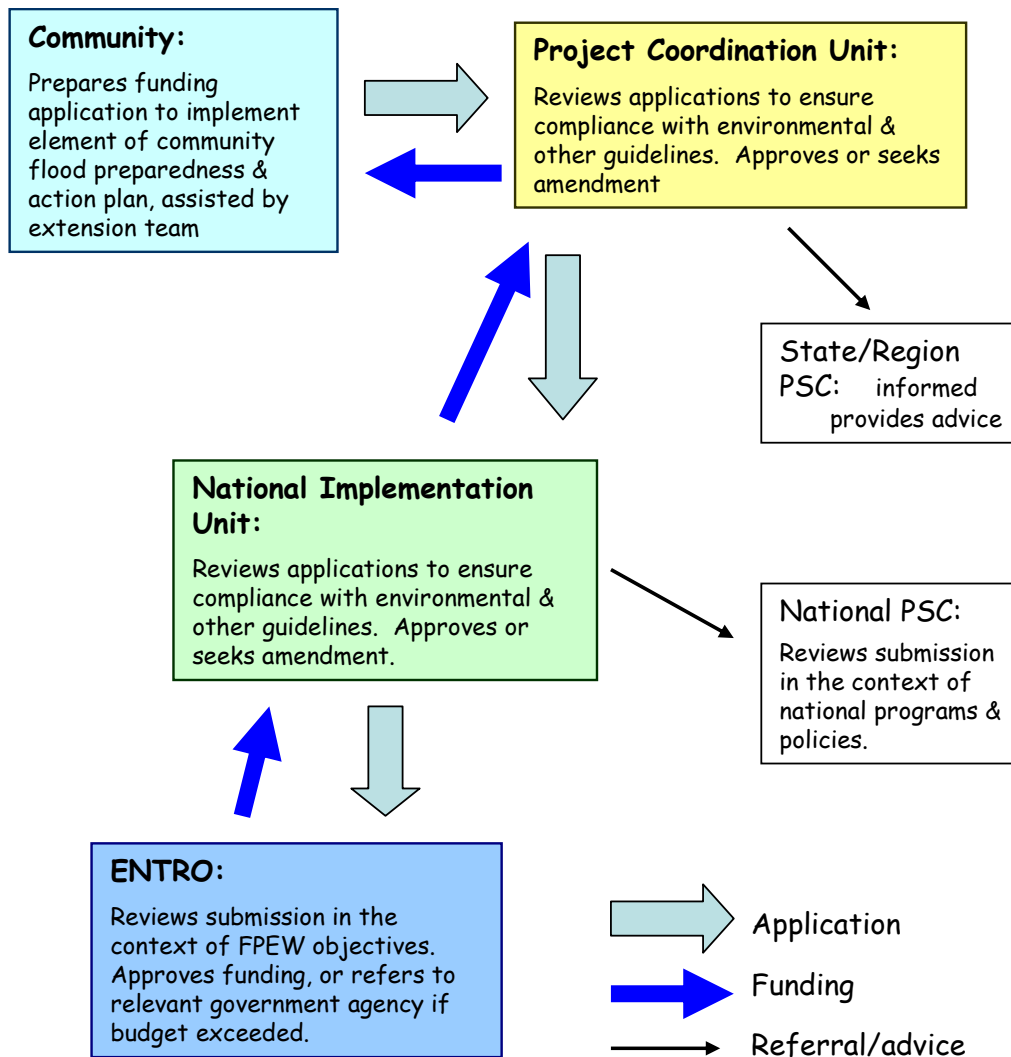 Community:
Prepares funding
application to implement
element of community
flood preparedness &
action plan, assisted by
extension team
Project Coordination Unit:
Reviews applications to ensure
compliance with environmental &
other guidelines. Approves or seeks
amendment
State/Region
PSC: informed
provides advice
National Implementation
Unit:
Reviews applications to ensure
compliance with environmental &
other guidelines. Approves or
seeks amendment.
National PSC:
Reviews submission
in the context of
national programs &
policies.
ENTRO:
Reviews submission in the
context of FPEW objectives.
Approves funding, or refers to
relevant government agency if
budget exceeded.
Application
Funding
Referral/advice